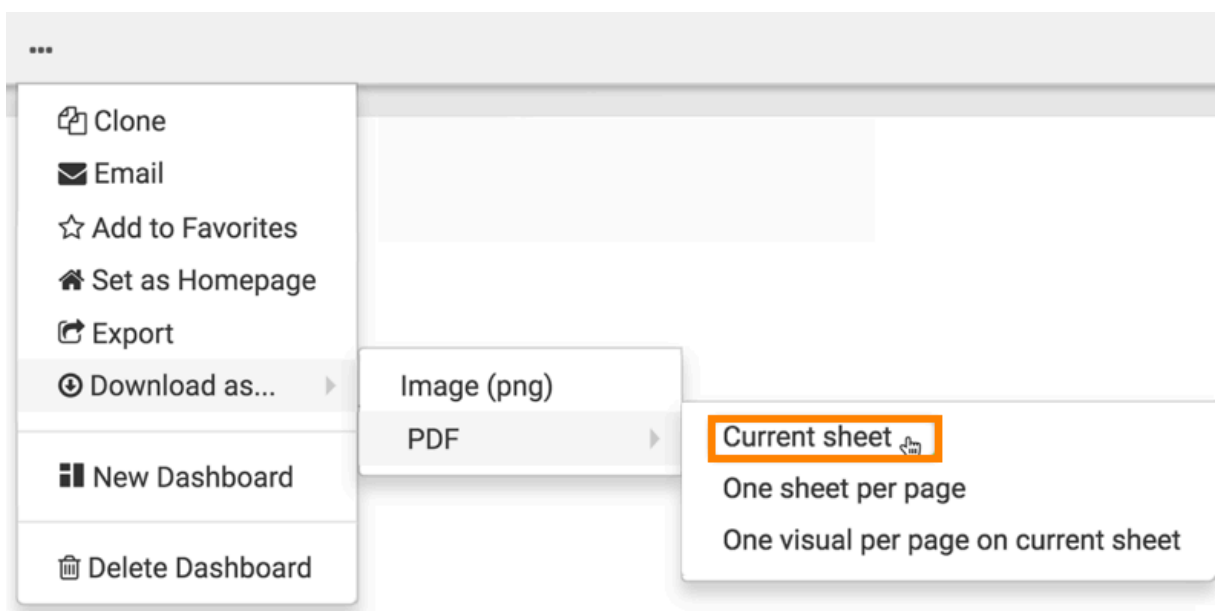 Clone
Email
Add to Favorites
Set as Homepage
Export
Download as...
Image (png)
PDF
Current sheet
One sheet per page
One visual per page on current sheet
New Dashboard
Delete Dashboard